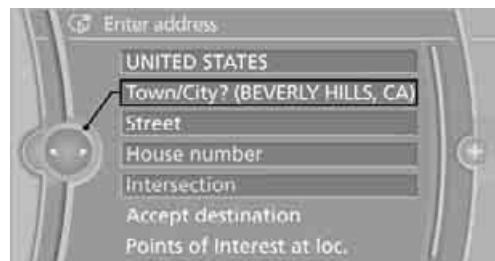 Enter address
UNITED STATES
Town/City? (BEVERLY HILLS, CA)
Street
House number
Intersection
Accept destination
Points of Interest at loc.